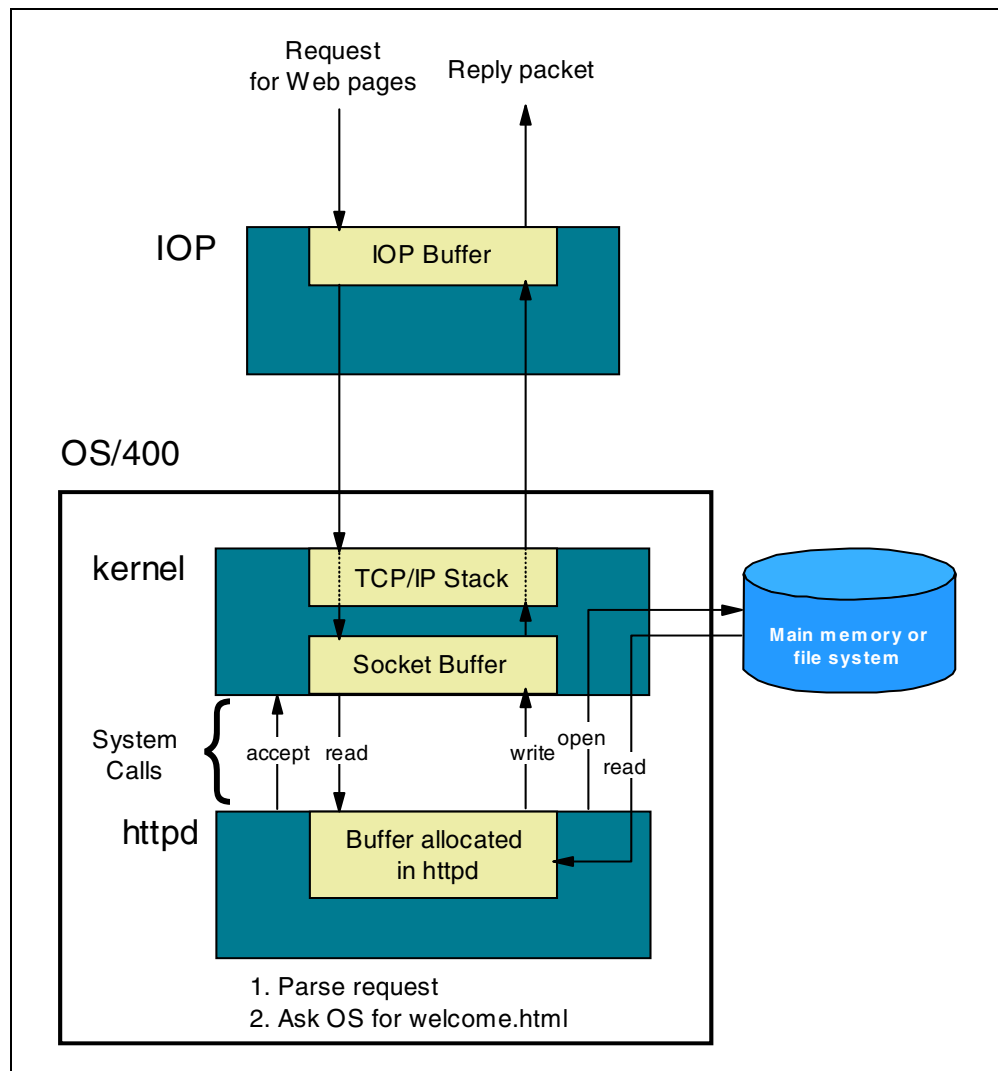 Request
for Web pages
Reply packet
IOP
IOP Buffer
OS/400
kernel
TCP/IP Stack
Socket Buffer
Main memory or
file system
System
Calls
accept
read
write
open
read
httpd
Buffer allocated
in httpd
1. Parse request
2. Ask OS for welcome.html